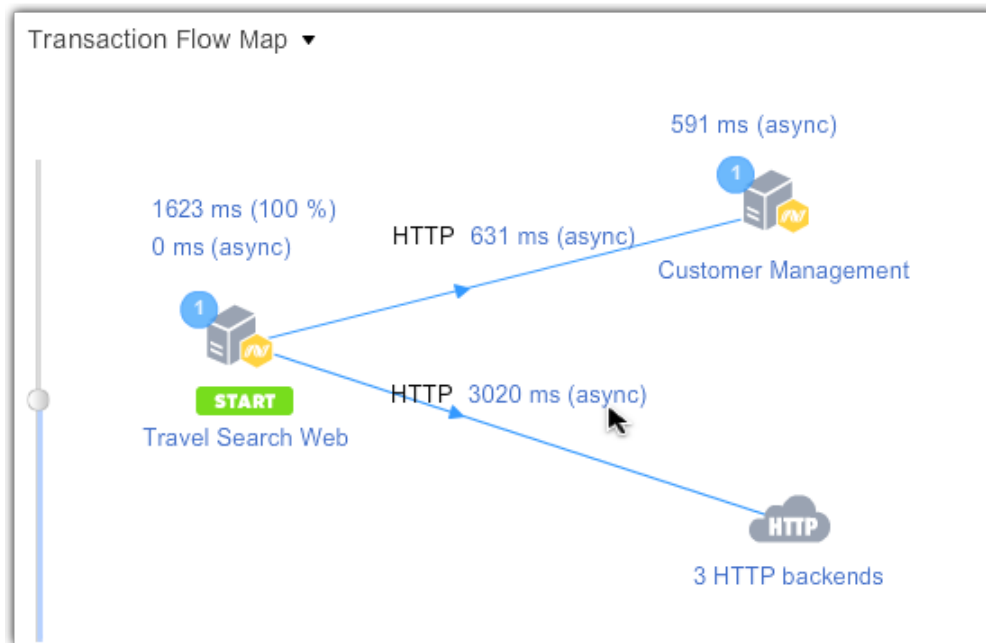 Transaction Flow Map
591 ms (async)
1
1623 ms (100 %)
0 ms (async)
HTTP 631 ms (async)
Customer Management
1
START
HTTP 3020 ms (async)
Travel Search Web
HTTP
3 HTTP backends